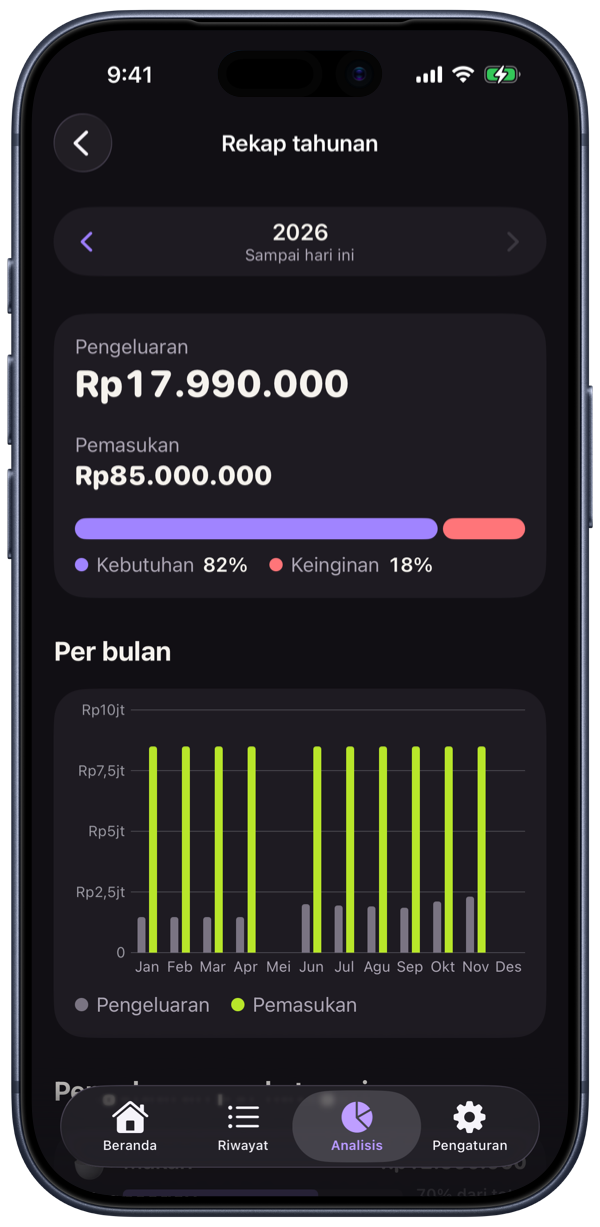 9:41
Rekap tahunan
2026
Sampai hari ini
Pengeluaran
Rp17.990.000
Pemasukan
Rp85.000.000
Kebutuhan 82% Keinginan 18%
Per bulan
Rp10jt
Rp7,5jt
Rp5jt
Rp2,5jt
0
Jan Feb Mar Apr Mei Jun Jul Agu Sep Okt Nov Des
Pengeluaran Pemasukan
Beranda Riwayat Analisis Pengaturan